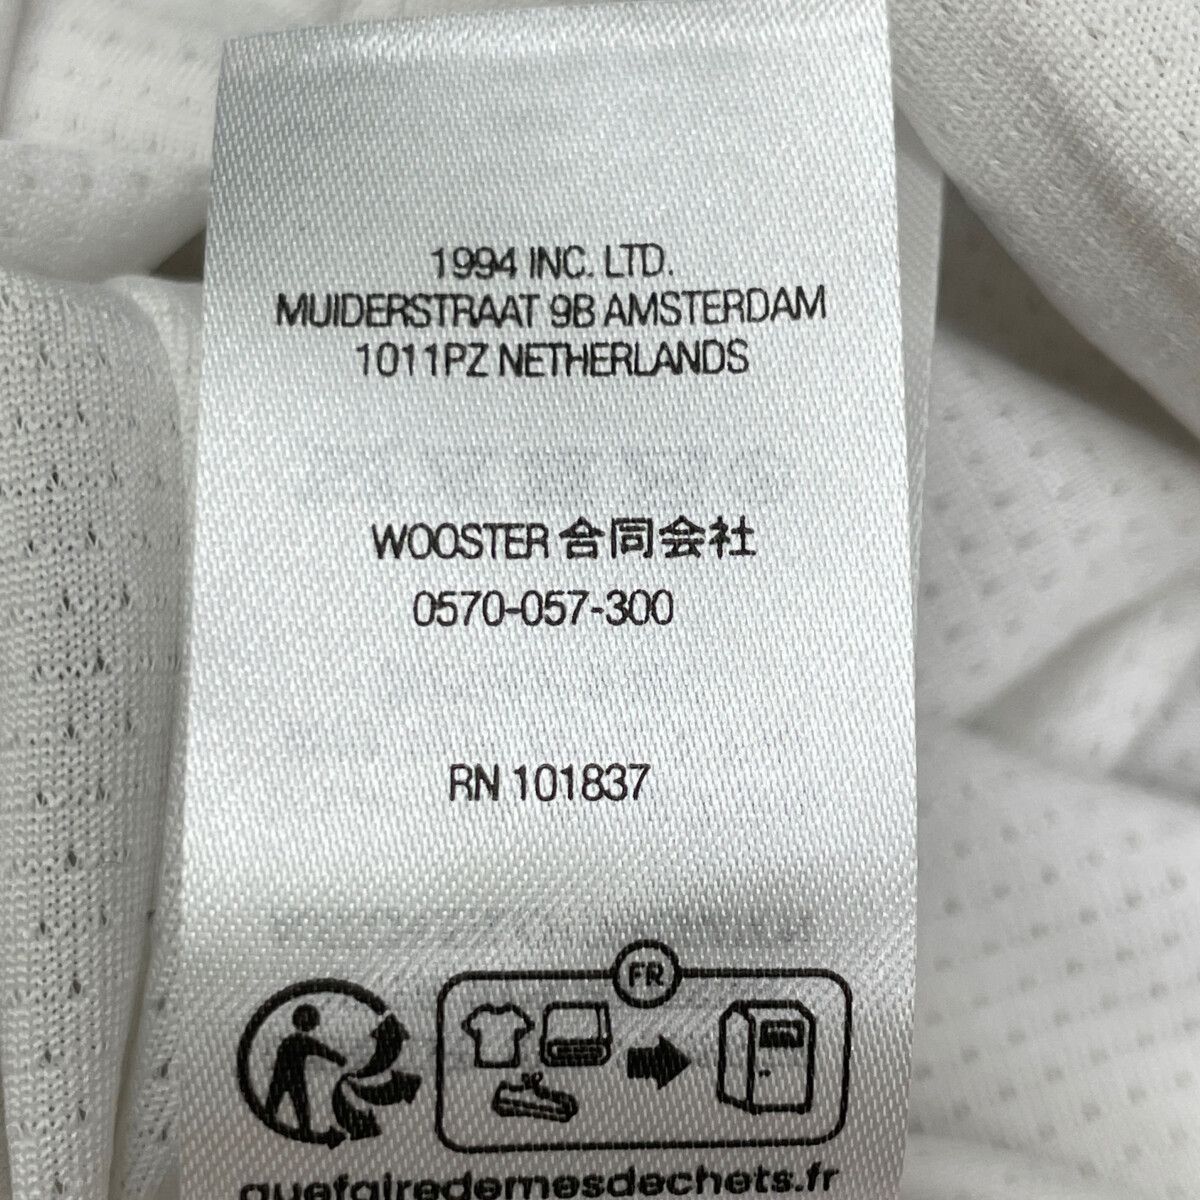 1994 INC. LTD.
MUIDERSTRAAT 9B AMSTERDAM
1011PZ NETHERLANDS
WOOSTER 合同会社
0570-057-300
RN 101837
FR
quefairedemesdechets.fr